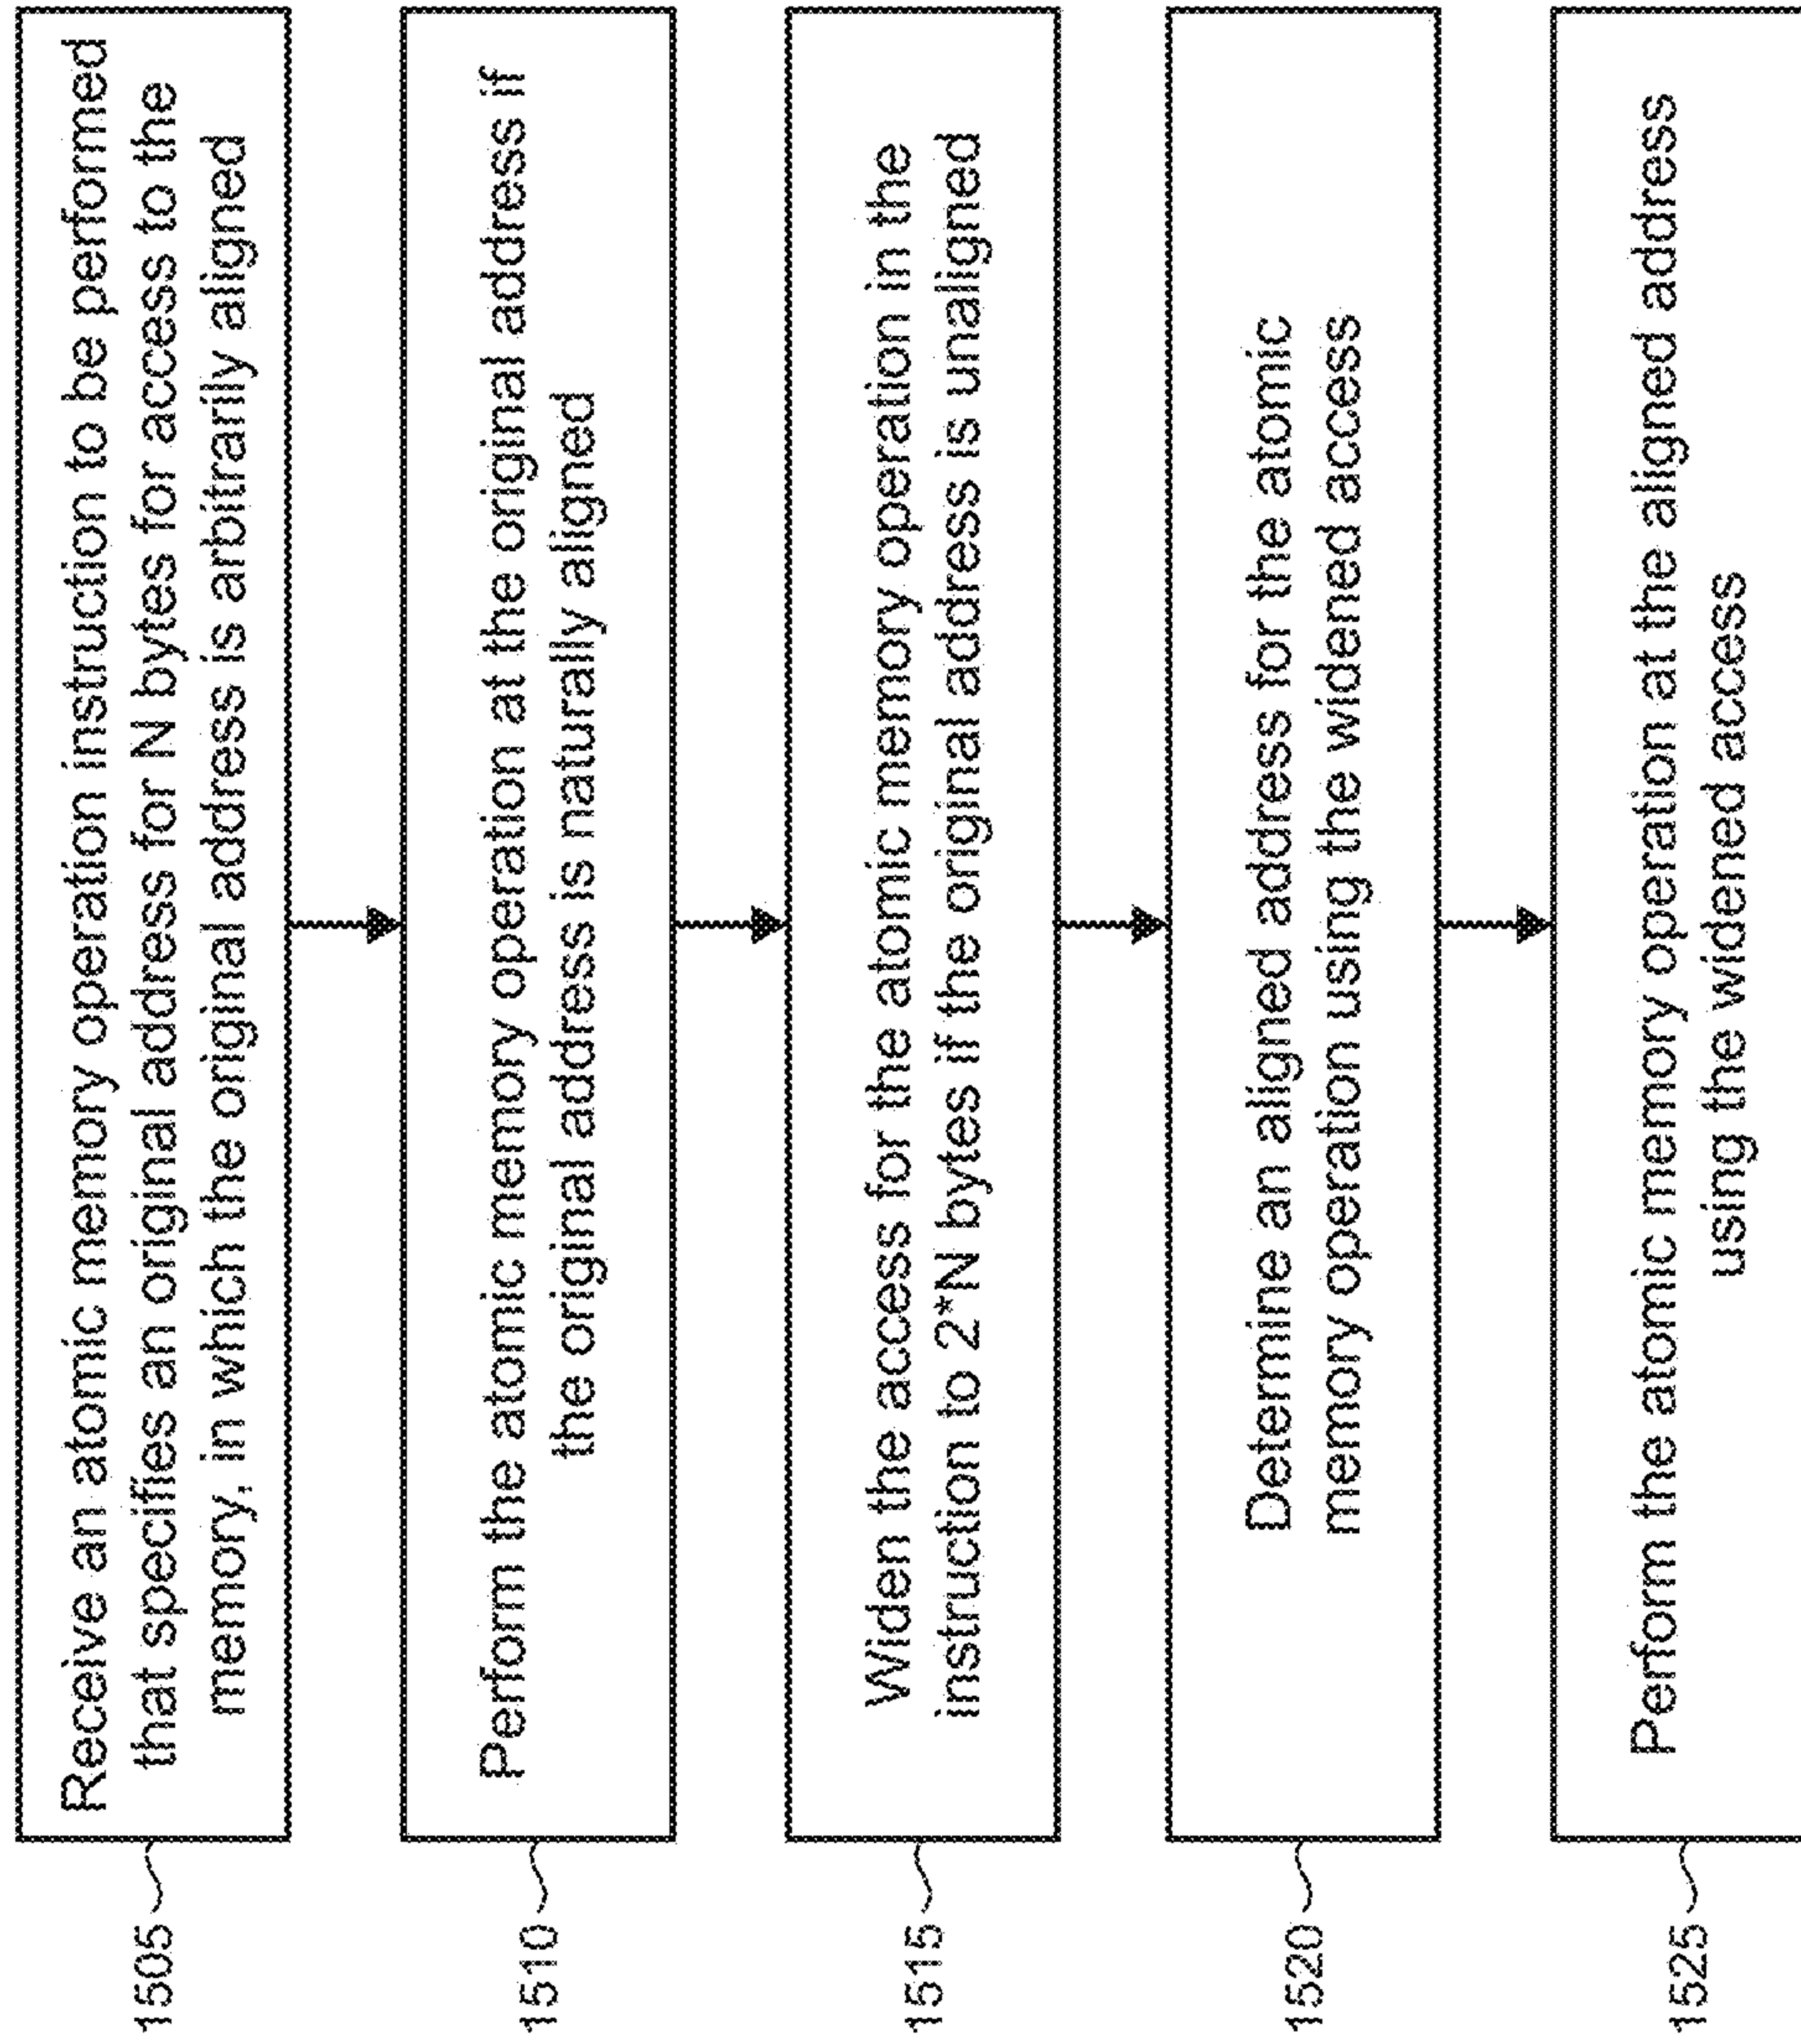 1505
Receive an atomic memory operation instruction to be performed
that specifies an original address for N bytes for access to the
memory, in which the original address is arbitrarily aligned
1510
Perform the atomic memory operation at the original address if
the original address is naturally aligned
1515
Widen the access for the atomic memory operation in the
instruction to 2*N bytes if the original address is unaligned
1520
Determine an aligned address for the atomic
memory operation using the widened access
1525
Perform the atomic memory operation at the aligned address
using the widened access